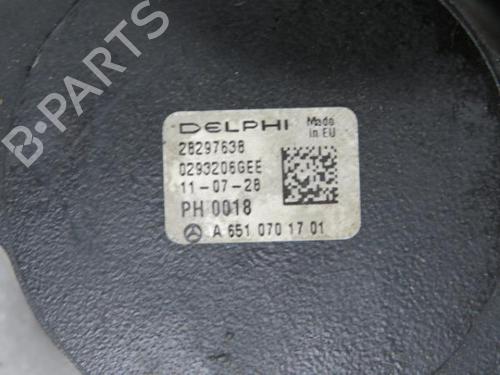 DELPHI Made in EU
28297638
0293206GEE
11-07-28
PH 0018
A 651 070 17 01
B-PARTS